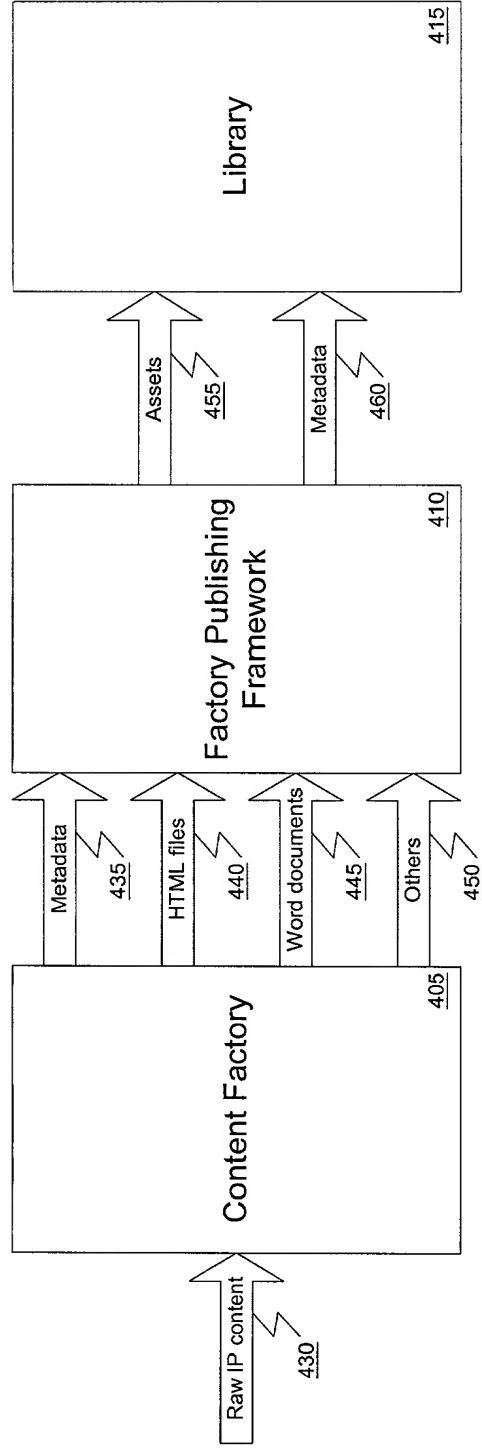 Raw IP content
430
Content Factory
405
Metadata
435
HTML files
440
Word documents
445
Others
450
Factory Publishing
Framework
410
Assets
455
Metadata
460
Library
415